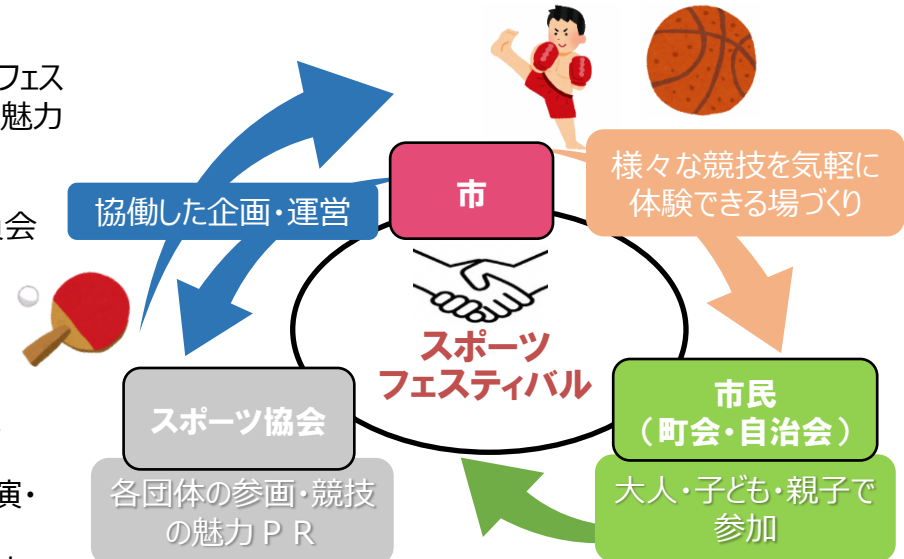 フェス
魅力
会
演・
市
協働した企画・運営
様々な競技を気軽に
体験できる場づくり
スポーツ
フェスティバル
スポーツ協会
各団体の参画・競技
の魅力ＰＲ
市民
（町会・自治会）
大人・子ども・親子で
参加